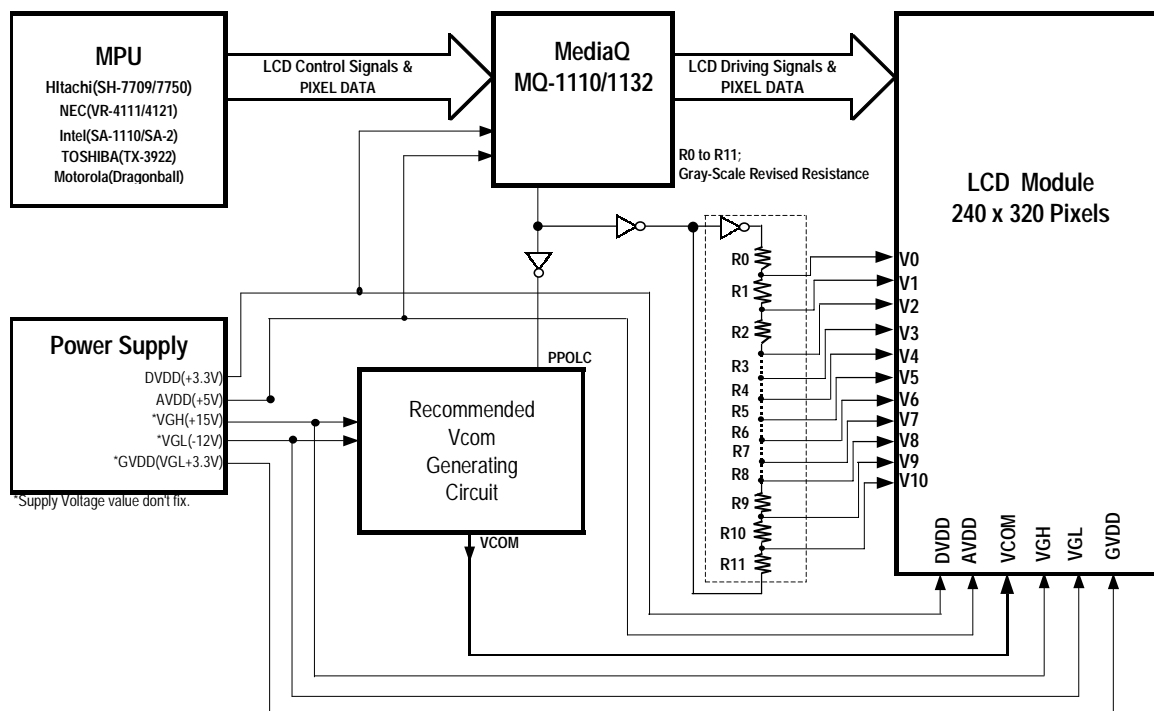 MPU
HItachi(SH-7709/7750)
NEC(VR-4111/4121)
Intel(SA-1110/SA-2)
TOSHIBA(TX-3922)
Motorola(Dragonball)
LCD Control Signals &
PIXEL DATA
MediaQ
MQ-1110/1132
LCD Driving Signals &
PIXEL DATA
R0 to R11;
Gray-Scale Revised Resistance
LCD Module
240 x 320 Pixels
R0
R1
R2
R3
R4
R5
R6
R7
R8
R9
R10
R11
V0
V1
V2
V3
V4
V5
V6
V7
V8
V9
V10
Power Supply
DVDD(+3.3V)
AVDD(+5V)
*VGH(+15V)
*VGL(-12V)
*GVDD(VGL+3.3V)
*Supply Voltage value don't fix.
PPOLC
Recommended
Vcom
Generating
Circuit
VCOM
DVDD
AVDD
VCOM
VGH
VGL
GVDD